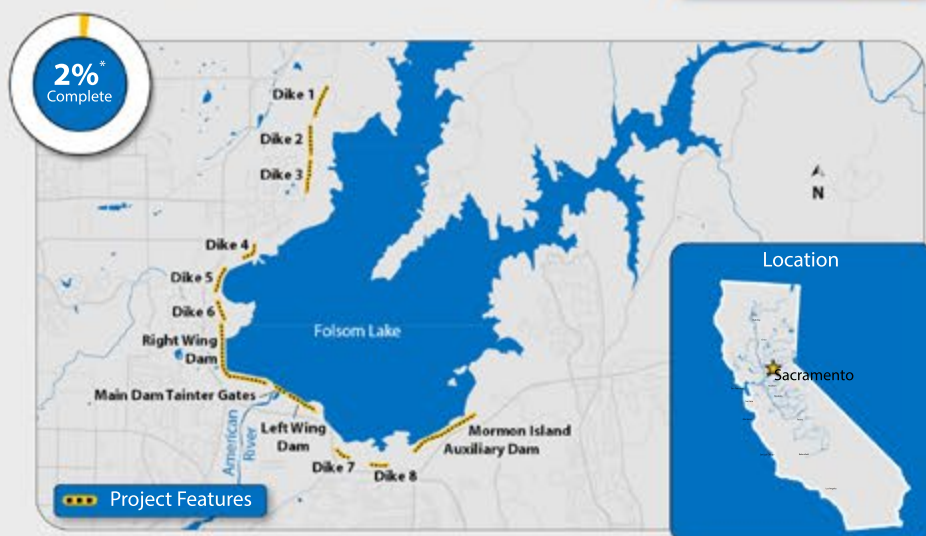 2%*
Complete
Dike 1
Dike 2
Dike 3
N
Dike 4
Dike 5
Dike 6
Right Wing
Dam
Folsom Lake
Main Dam Tainter Gates
American
River
Left Wing
Dam
Mormon Island
Auxiliary Dam
Dike 7
Dike 8
Project Features
Location
Sacramento